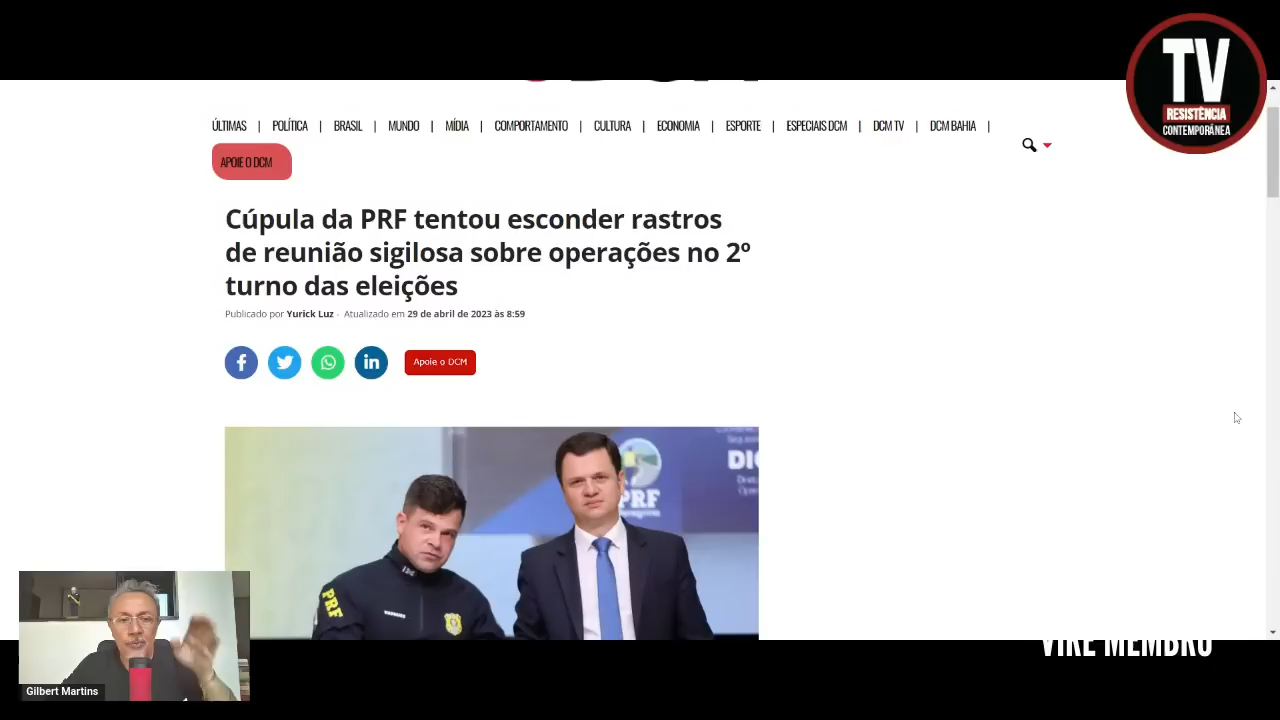 TV
RESISTÊNCIA
CONTEMPORÂNEA
ÚLTIMAS | POLÍTICA | BRASIL | MUNDO | MÍDIA | COMPORTAMENTO | CULTURA | ECONOMIA | ESPORTE | ESPECIAIS DCM | DCM TV | DCM BAHIA |
APOIE O DCM
Cúpula da PRF tentou esconder rastros
de reunião sigilosa sobre operações no 2º
turno das eleições
Publicado por Yurick Luz - Atualizado em 29 de abril de 2023 às 8:59
Apoie o DCM
PRF
PRF
Gilbert Martins
VIRE MEMBRO